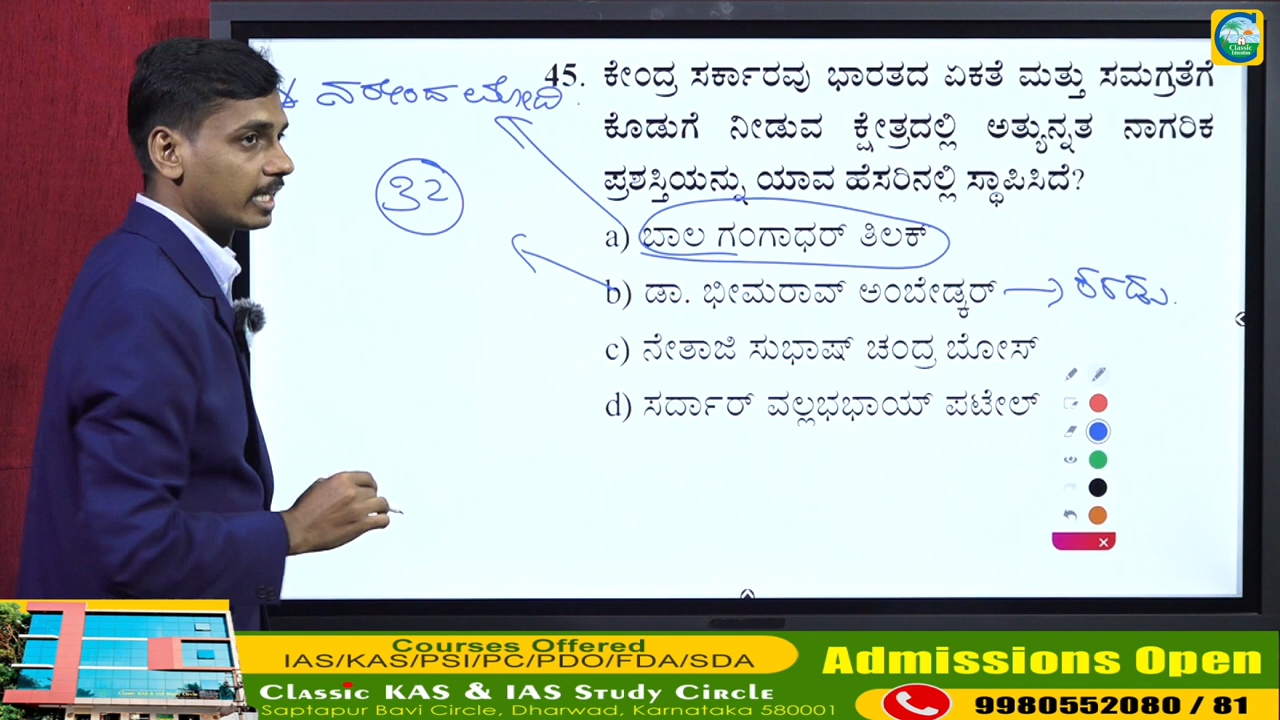 Classic
Education
ನರೇಂದ್ರ ಮೋದಿ.
32
45. ಕೇಂದ್ರ ಸರ್ಕಾರವು ಭಾರತದ ಏಕತೆ ಮತ್ತು ಸಮಗ್ರತೆಗೆ
ಕೊಡುಗೆ ನೀಡುವ ಕ್ಷೇತ್ರದಲ್ಲಿ ಅತ್ಯುನ್ನತ ನಾಗರಿಕ
ಪ್ರಶಸ್ತಿಯನ್ನು ಯಾವ ಹೆಸರಿನಲ್ಲಿ ಸ್ಥಾಪಿಸಿದೆ?
a) ಬಾಲ ಗಂಗಾಧರ್ ತಿಲಕ್
b) ಡಾ. ಭೀಮರಾವ್ ಅಂಬೇಡ್ಕರ್
c) ನೇತಾಜಿ ಸುಭಾಷ್ ಚಂದ್ರ ಬೋಸ್
d) ಸರ್ದಾರ್ ವಲ್ಲಭಭಾಯ್ ಪಟೇಲ್
Courses Offered
IAS/KAS/PSI/PC/PDO/FDA/SDA
Classic KAS & IAS Study Circle
Saptapur Bavi Circle, Dharwad, Karnataka 580001
Admissions Open
9980552080 / 81